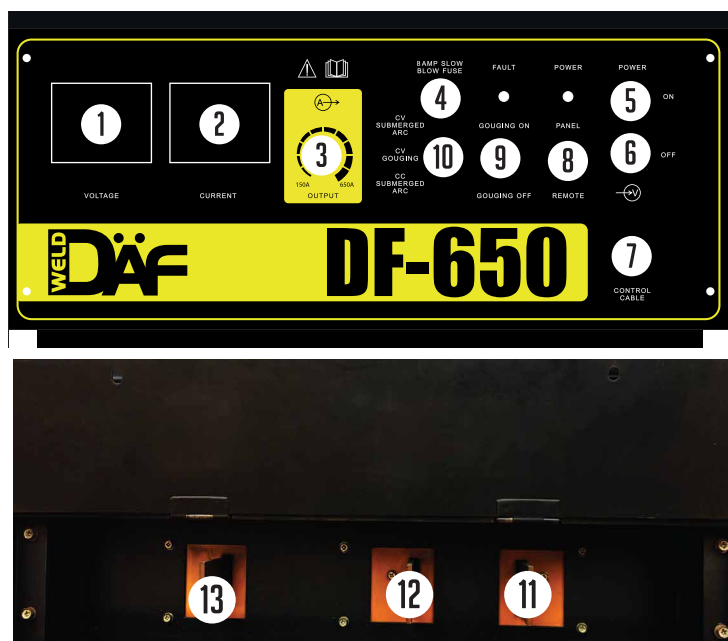 BAMP SLOW
BLOW FUSE
FAULT
POWER
POWER
1
2
A
3
150A
650A
OUTPUT
4
5
ON
CV
SUBMERGED
ARC
GOUGING ON
PANEL
CV
GOUGING
10
9
8
6
OFF
CC
SUBMERGED
ARC
GOUGING OFF
REMOTE
V
VOLTAGE
CURRENT
WELD
DÄF
DF-650
7
CONTROL
CABLE
13
12
11